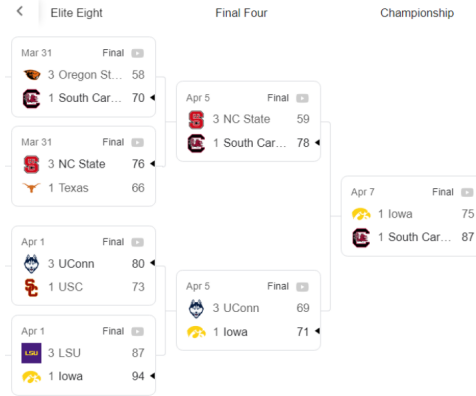 Elite Eight
Final Four
Championship
Mar 31 Final
3 Oregon St... 58
1 South Car... 70
Mar 31 Final
3 NC State 76
1 Texas 66
Apr 1 Final
3 UConn 80
1 USC 73
Apr 1 Final
LSU 3 LSU 87
1 Iowa 94
Apr 5 Final
3 NC State 59
1 South Car... 78
Apr 5 Final
3 UConn 69
1 Iowa 71
Apr 7 Final
1 Iowa 75
1 South Car... 87